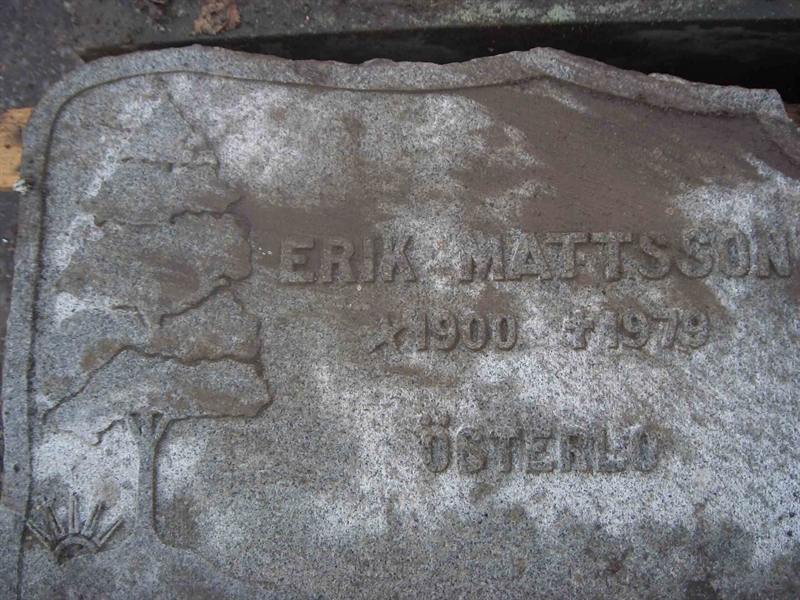 ERIK MATTSSON
*1900 †1979
ÖSTERLO